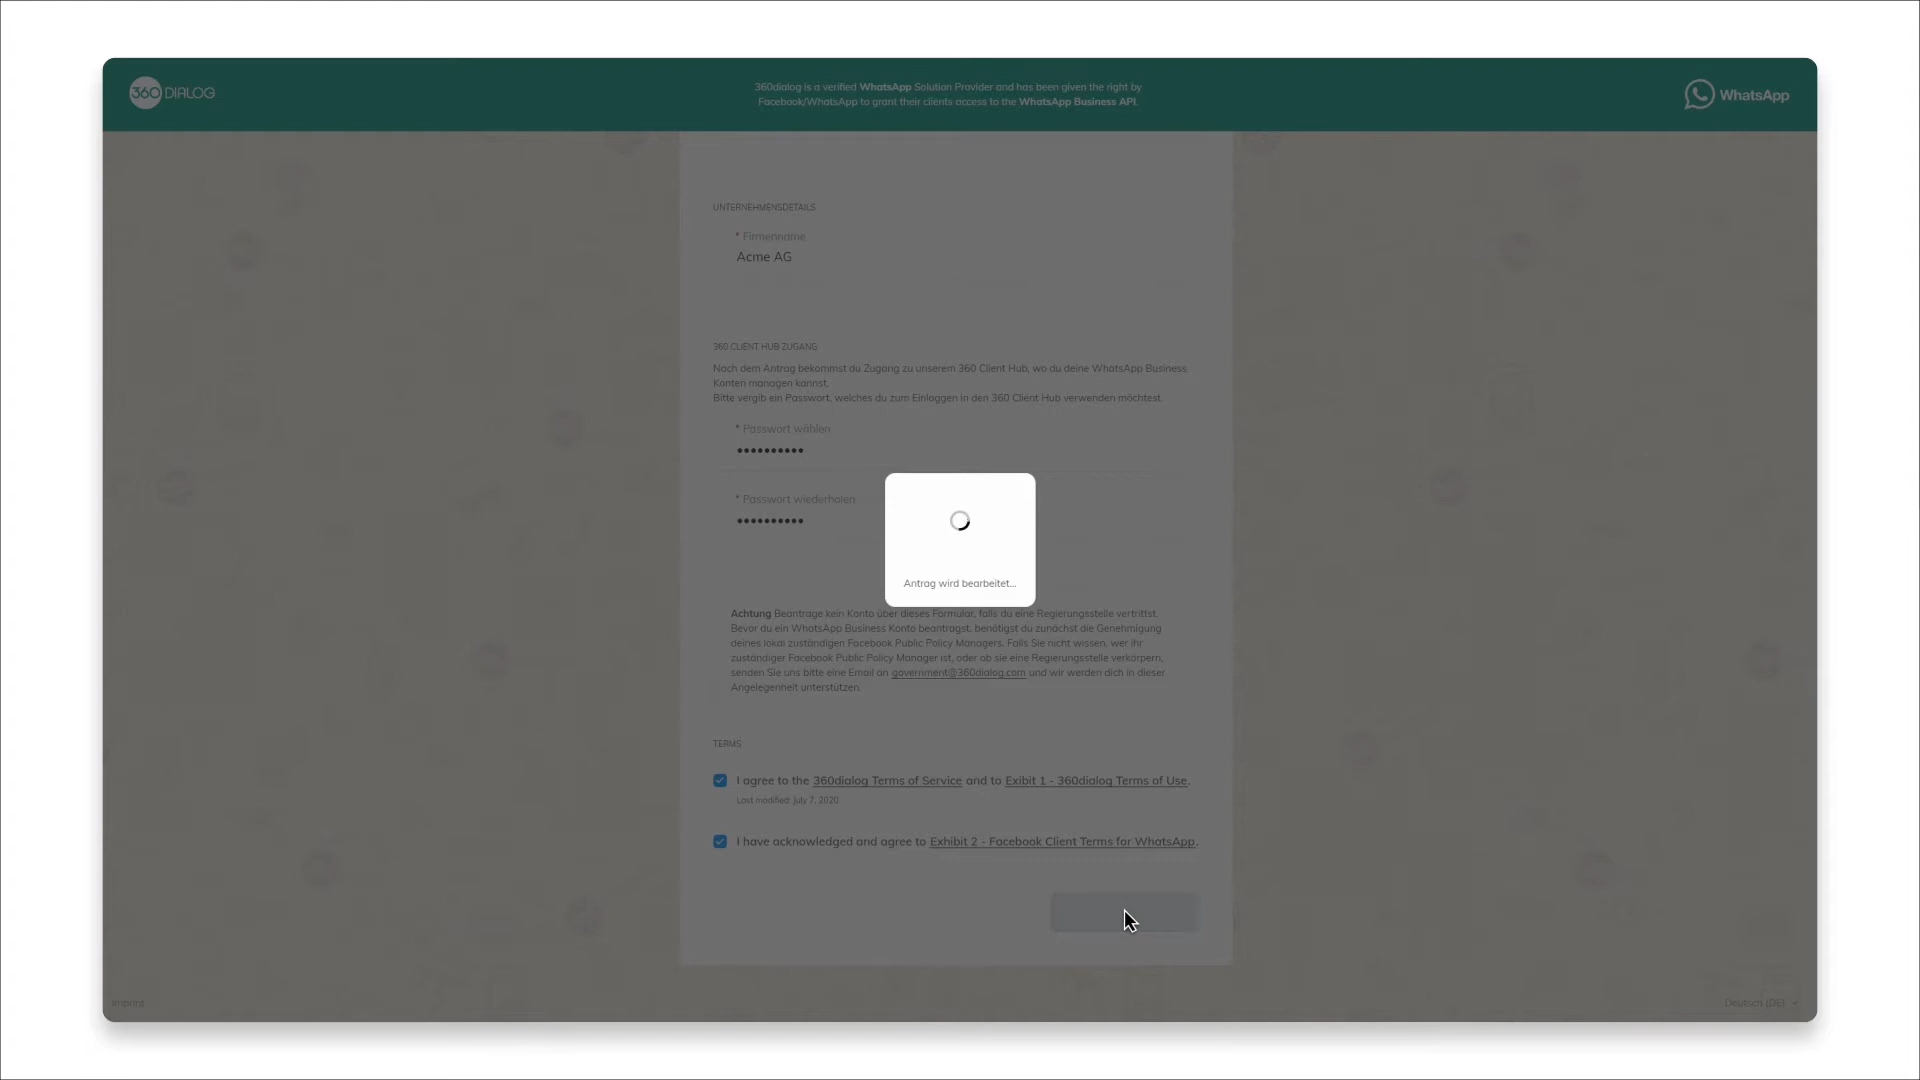 360 DIALOG
360dialog is a verified WhatsApp Solution Provider and has been given the right by
Facebook/WhatsApp to grant their clients access to the WhatsApp Business API.
WhatsApp
UNTERNEHMENSDETAILS
* Firmenname
Acme AG
360 CLIENT HUB ZUGANG
Nach dem Antrag bekommst du Zugang zu unserem 360 Client Hub, wo du deine WhatsApp Business
Konten managen kannst.
Bitte vergib ein Passwort, welches du zum Einloggen in den 360 Client Hub verwenden möchtest.
* Passwort wählen
••••••••••
* Passwort wiederholen
••••••••••
Antrag wird bearbeitet...
Achtung Beantrage kein Konto über dieses Formular, falls du eine Regierungsstelle vertrittst.
Bevor du ein WhatsApp Business Konto beantragst, benötigst du zunächst die Genehmigung
deines lokal zuständigen Facebook Public Policy Managers. Falls Sie nicht wissen, wer ihr
zuständiger Facebook Public Policy Manager ist, oder ob sie eine Regierungsstelle verkörpern,
senden Sie uns bitte eine Email an government@360dialog.com und wir werden dich in dieser
Angelegenheit unterstützen.
TERMS
I agree to the 360dialog Terms of Service and to Exibit 1 - 360dialog Terms of Use.
Last modified: July 7, 2020
I have acknowledged and agree to Exhibit 2 - Facebook Client Terms for WhatsApp.
Imprint
Deutsch (DE)